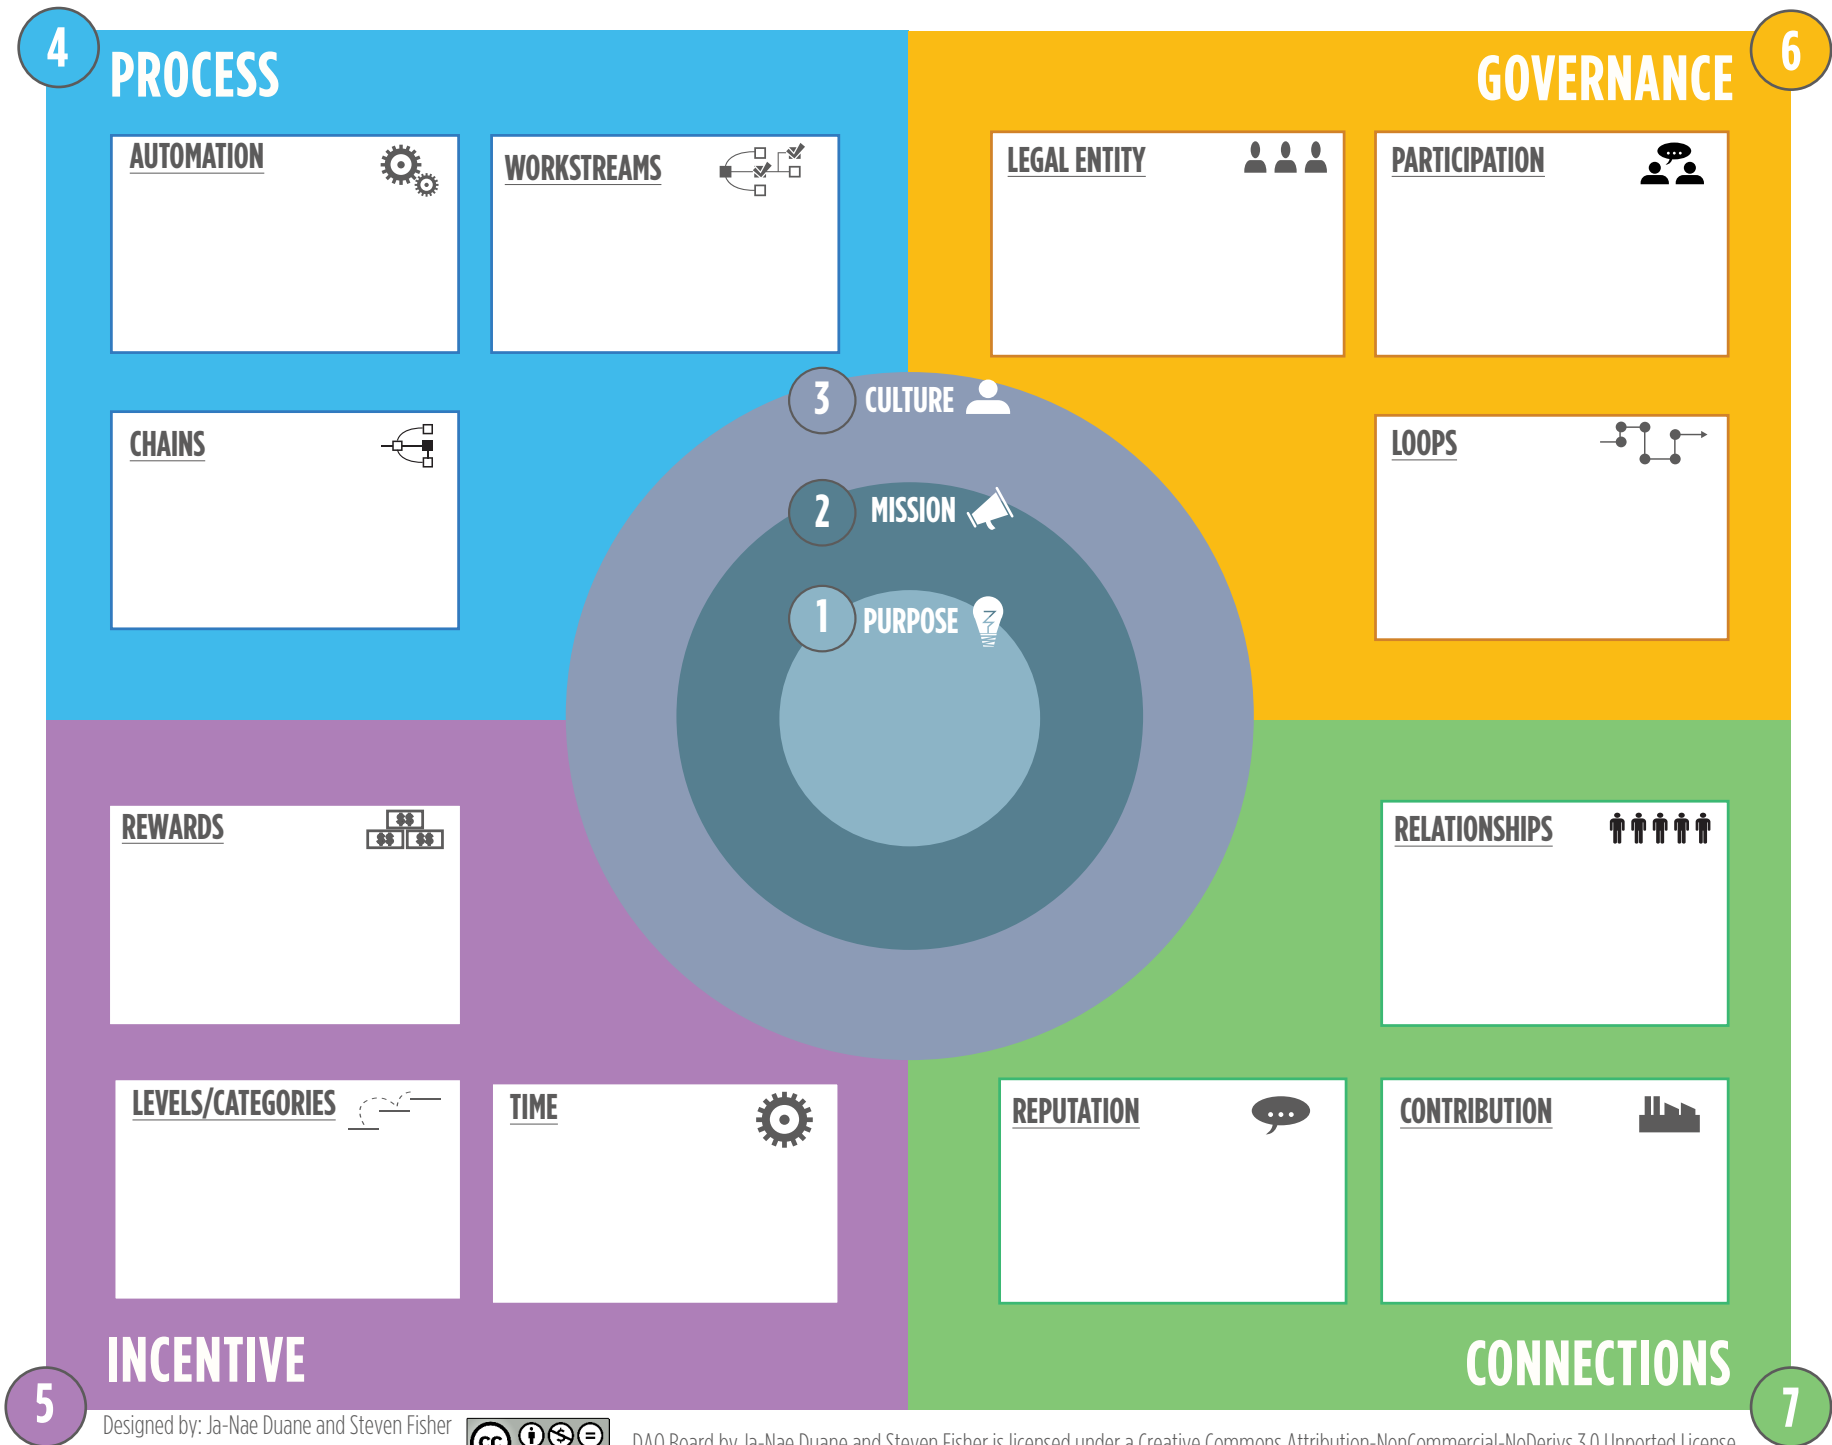 4
PROCESS
AUTOMATION
WORKSTREAMS
CHAINS
6
GOVERNANCE
LEGAL ENTITY
PARTICIPATION
LOOPS
3 CULTURE
2 MISSION
1 PURPOSE
REWARDS
$$
$$ $$
LEVELS/CATEGORIES
TIME
INCENTIVE
5
RELATIONSHIPS
REPUTATION
CONTRIBUTION
CONNECTIONS
7
Designed by: Ja-Nae Duane and Steven Fisher
cc
DAO Board by Ja-Nae Duane and Steven Fisher is licensed under a Creative Commons Attribution-NonCommercial-NoDerivs 3.0 Unported License